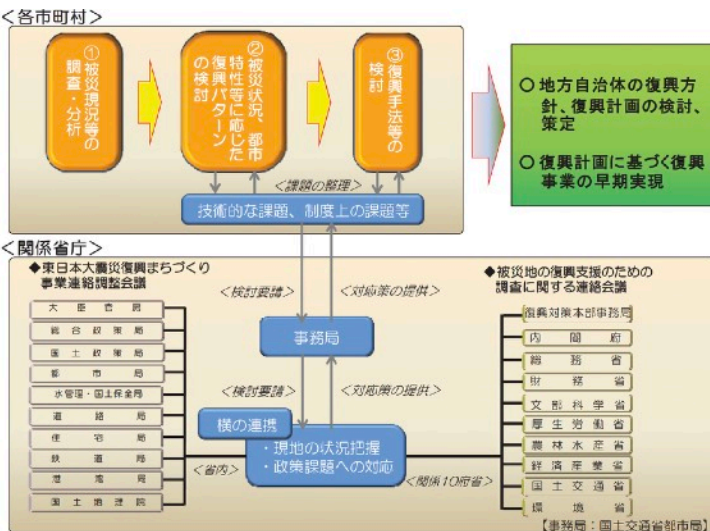 ＜各市町村＞
①被災現況等の
調査・分析
②被災状況、都市
特性等に応じた
復興パターン
の検討
③復興手法等の
検討
＜課題の整理＞
技術的な課題、制度上の課題等
○ 地方自治体の復興方
針、復興計画の検討、
策定
○ 復興計画に基づく復興
事業の早期実現
＜関係省庁＞
◆東日本大震災復興まちづくり
事業連絡調整会議
大臣官房
総合政策局
国土政策局
都市局
水管理・国土保全局
道路局
住宅局
鉄道局
港湾局
国土地理院
＜検討要請＞
＜対応策の提供＞
事務局
＜検討要請＞
＜対応策の提供＞
横の連携
・現地の状況把握
・政策課題への対応
＜省内＞
＜関係10府省＞
◆被災地の復興支援のための
調査に関する連絡会議
復興対策本部事務局
内閣府
総務省
財務省
文部科学省
厚生労働省
農林水産省
経済産業省
国土交通省
環境省
【事務局：国土交通省都市局】